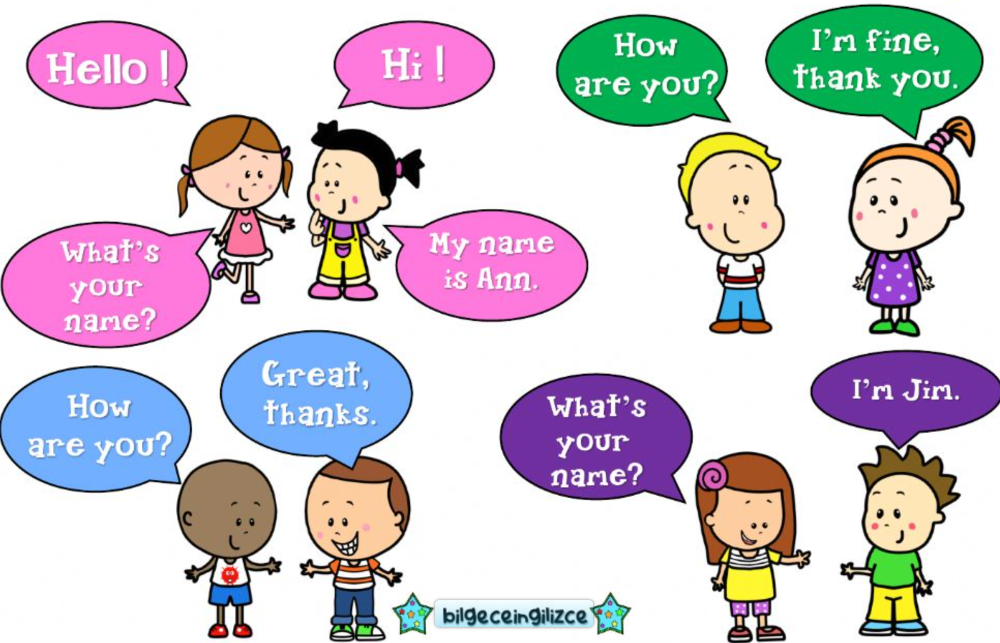 Hello !
Hi !
What's
your
name?
My name
is Ann.
How
are you?
I'm fine,
thank you.
How
are you?
Great,
thanks.
What's
your
name?
I'm Jim.
bilgeceingilizce